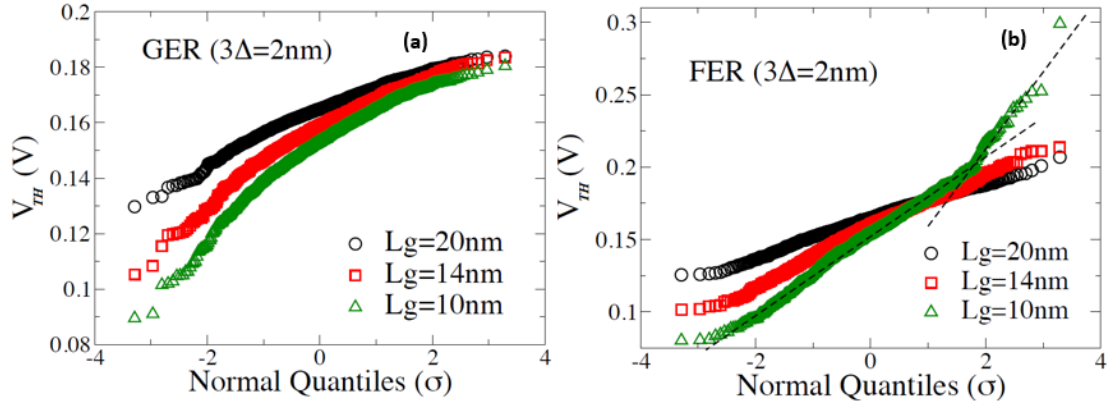 GER (3Δ=2nm)
(a)
V_TH (V)
0.2
0.18
0.16
0.14
0.12
0.1
0.08
Lg=20nm
Lg=14nm
Lg=10nm
-4 -2 0 2 4
Normal Quantiles (σ)
(b)
FER (3Δ=2nm)
V_TH (V)
0.3
0.25
0.2
0.15
0.1
Lg=20nm
Lg=14nm
Lg=10nm
-4 -2 0 2 4
Normal Quantiles (σ)